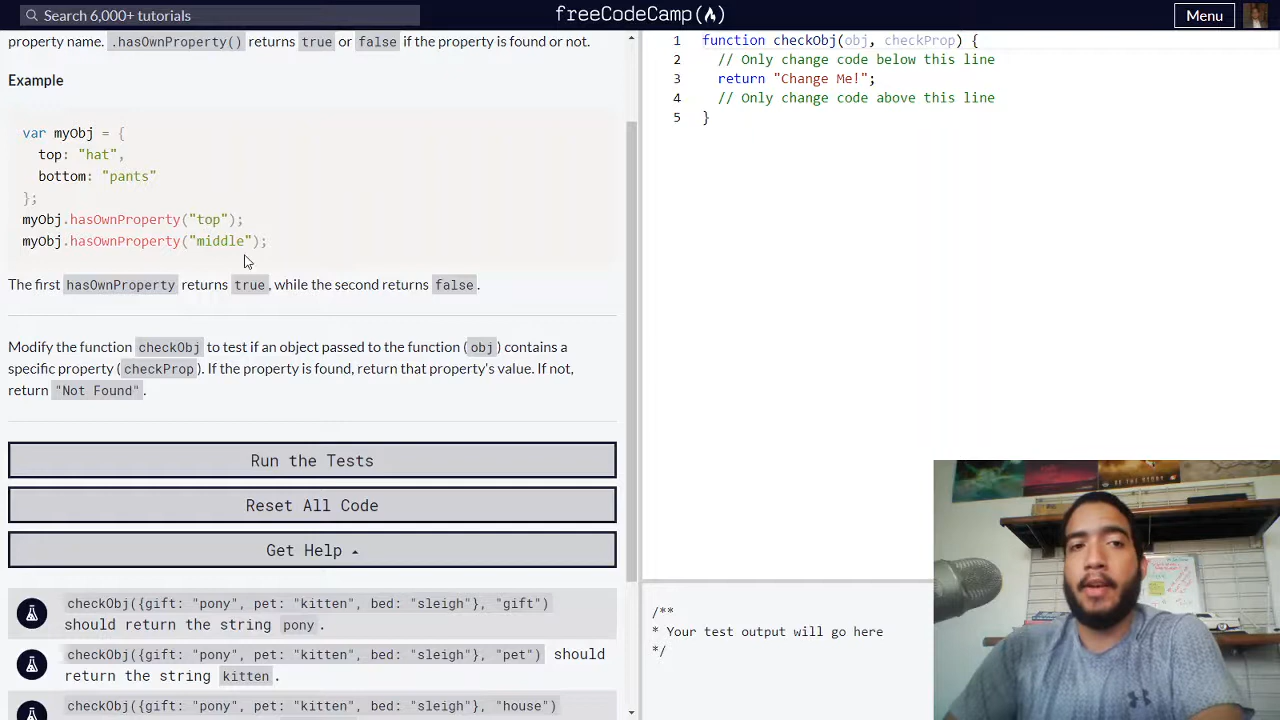 Search 6,000+ tutorials
freeCodeCamp
Menu
property name. .hasOwnProperty() returns true or false if the property is found or not.
Example
var myObj = {
top: "hat",
bottom: "pants"
};
myObj.hasOwnProperty("top");
myObj.hasOwnProperty("middle");
The first hasOwnProperty returns true, while the second returns false.
Modify the function checkObj to test if an object passed to the function (obj) contains a
specific property (checkProp). If the property is found, return that property's value. If not,
return "Not Found".
Run the Tests
Reset All Code
Get Help
checkObj({gift: "pony", pet: "kitten", bed: "sleigh"}, "gift")
should return the string pony.
checkObj({gift: "pony", pet: "kitten", bed: "sleigh"}, "pet") should
return the string kitten.
checkObj({gift: "pony", pet: "kitten", bed: "sleigh"}, "house")
1 function checkObj(obj, checkProp) {
2 // Only change code below this line
3 return "Change Me!";
4 // Only change code above this line
5 }
/**
* Your test output will go here
*/